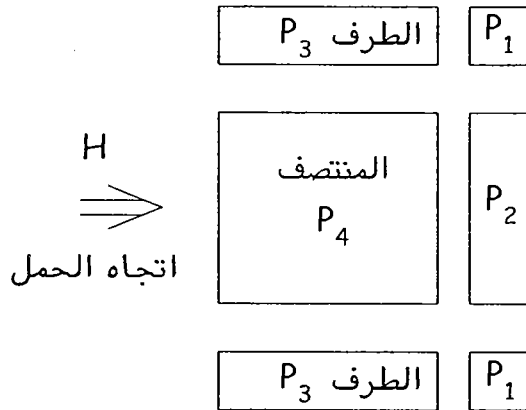 P₃ الطرف P₁
H
المنتصف
P₄
P₂
اتجاه الحمل
P₃ الطرف P₁